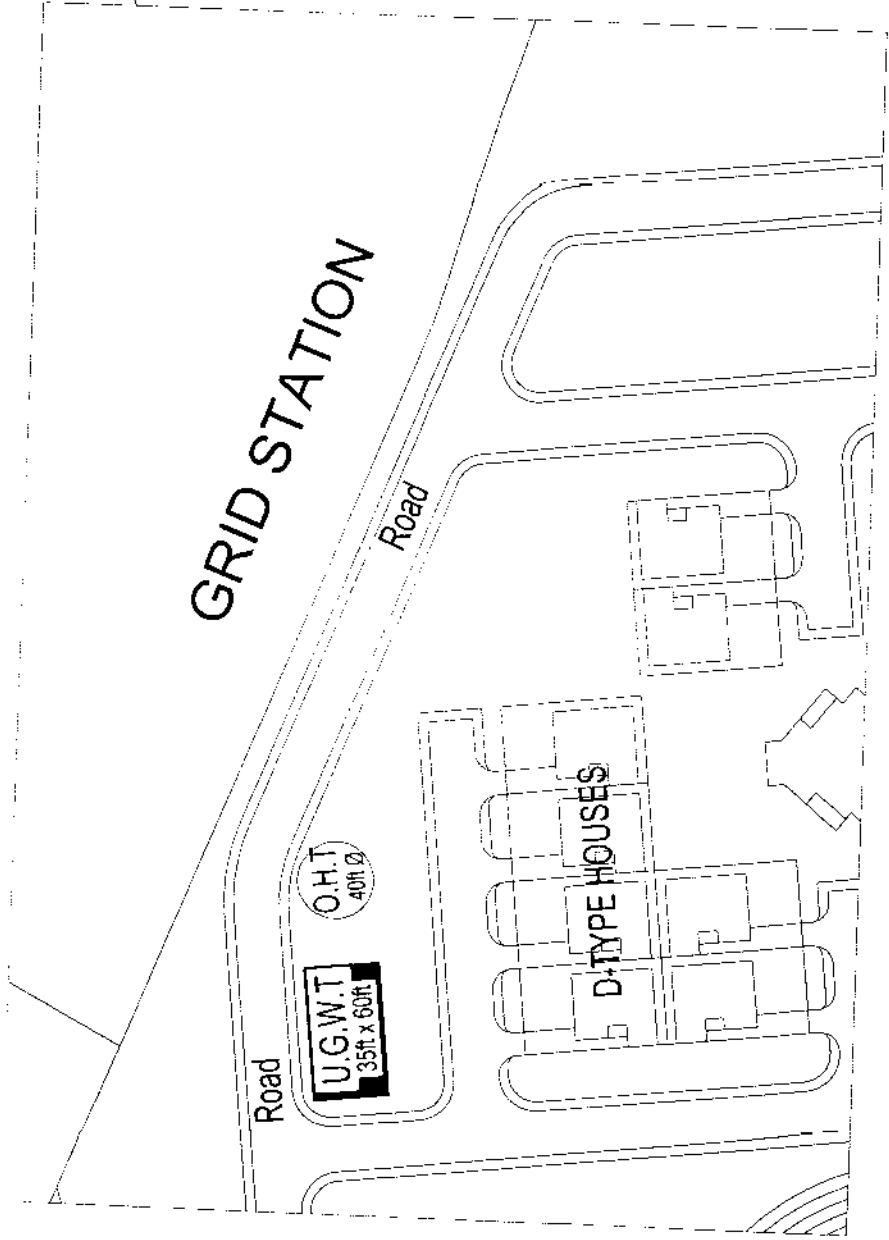 GRID STATION
Road
O.H.T
40ft Ø
U.G.W.T
35ft x 60ft
Road
D-TYPE HOUSES